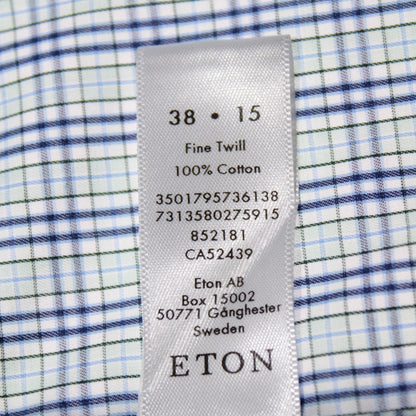 38 • 15
Fine Twill
100% Cotton
3501795736138
7313580275915
852181
CA52439
Eton AB
Box 15002
50771 Gånghester
Sweden
ETON